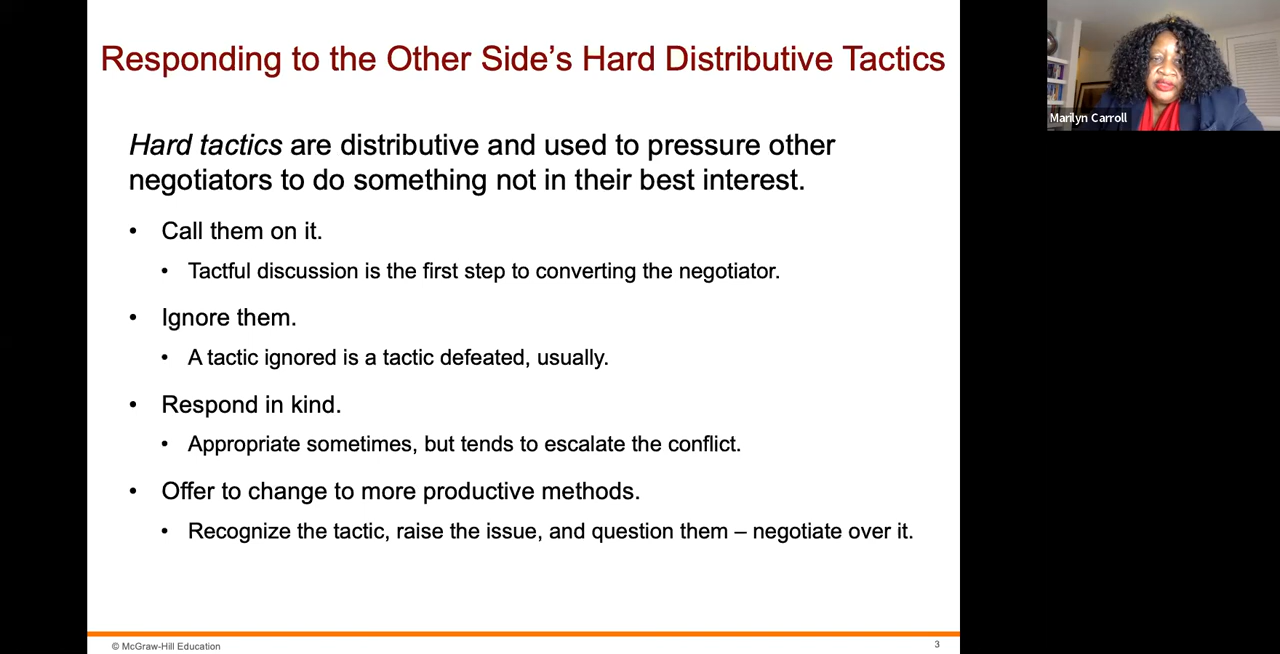 Responding to the Other Side’s Hard Distributive Tactics
Marilyn Carroll
Hard tactics are distributive and used to pressure other
negotiators to do something not in their best interest.
• Call them on it.
• Tactful discussion is the first step to converting the negotiator.
• Ignore them.
• A tactic ignored is a tactic defeated, usually.
• Respond in kind.
• Appropriate sometimes, but tends to escalate the conflict.
• Offer to change to more productive methods.
• Recognize the tactic, raise the issue, and question them – negotiate over it.
© McGraw-Hill Education
3